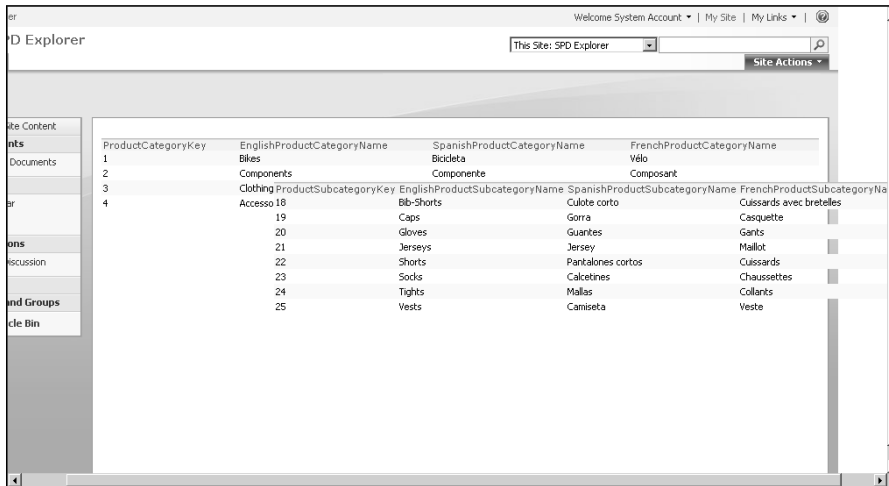 er
Welcome System Account | My Site | My Links |
PD Explorer
This Site: SPD Explorer
Site Actions
Site Content
nts
Documents
ar
ons
iscussion
and Groups
cle Bin
ProductCategoryKey EnglishProductCategoryName SpanishProductCategoryName FrenchProductCategoryName
1 Bikes Bicicleta Vélo
2 Components Componente Composant
3 Clothing ProductSubcategoryKey EnglishProductSubcategoryName SpanishProductSubcategoryName FrenchProductSubcategoryNa
4 Accesso 18 Bib-Shorts Culote corto Cuissards avec bretelles
19 Caps Gorra Casquette
20 Gloves Guantes Gants
21 Jerseys Jersey Maillot
22 Shorts Pantalones cortos Cuissards
23 Socks Calcetines Chaussettes
24 Tights Mallas Collants
25 Vests Camiseta Veste